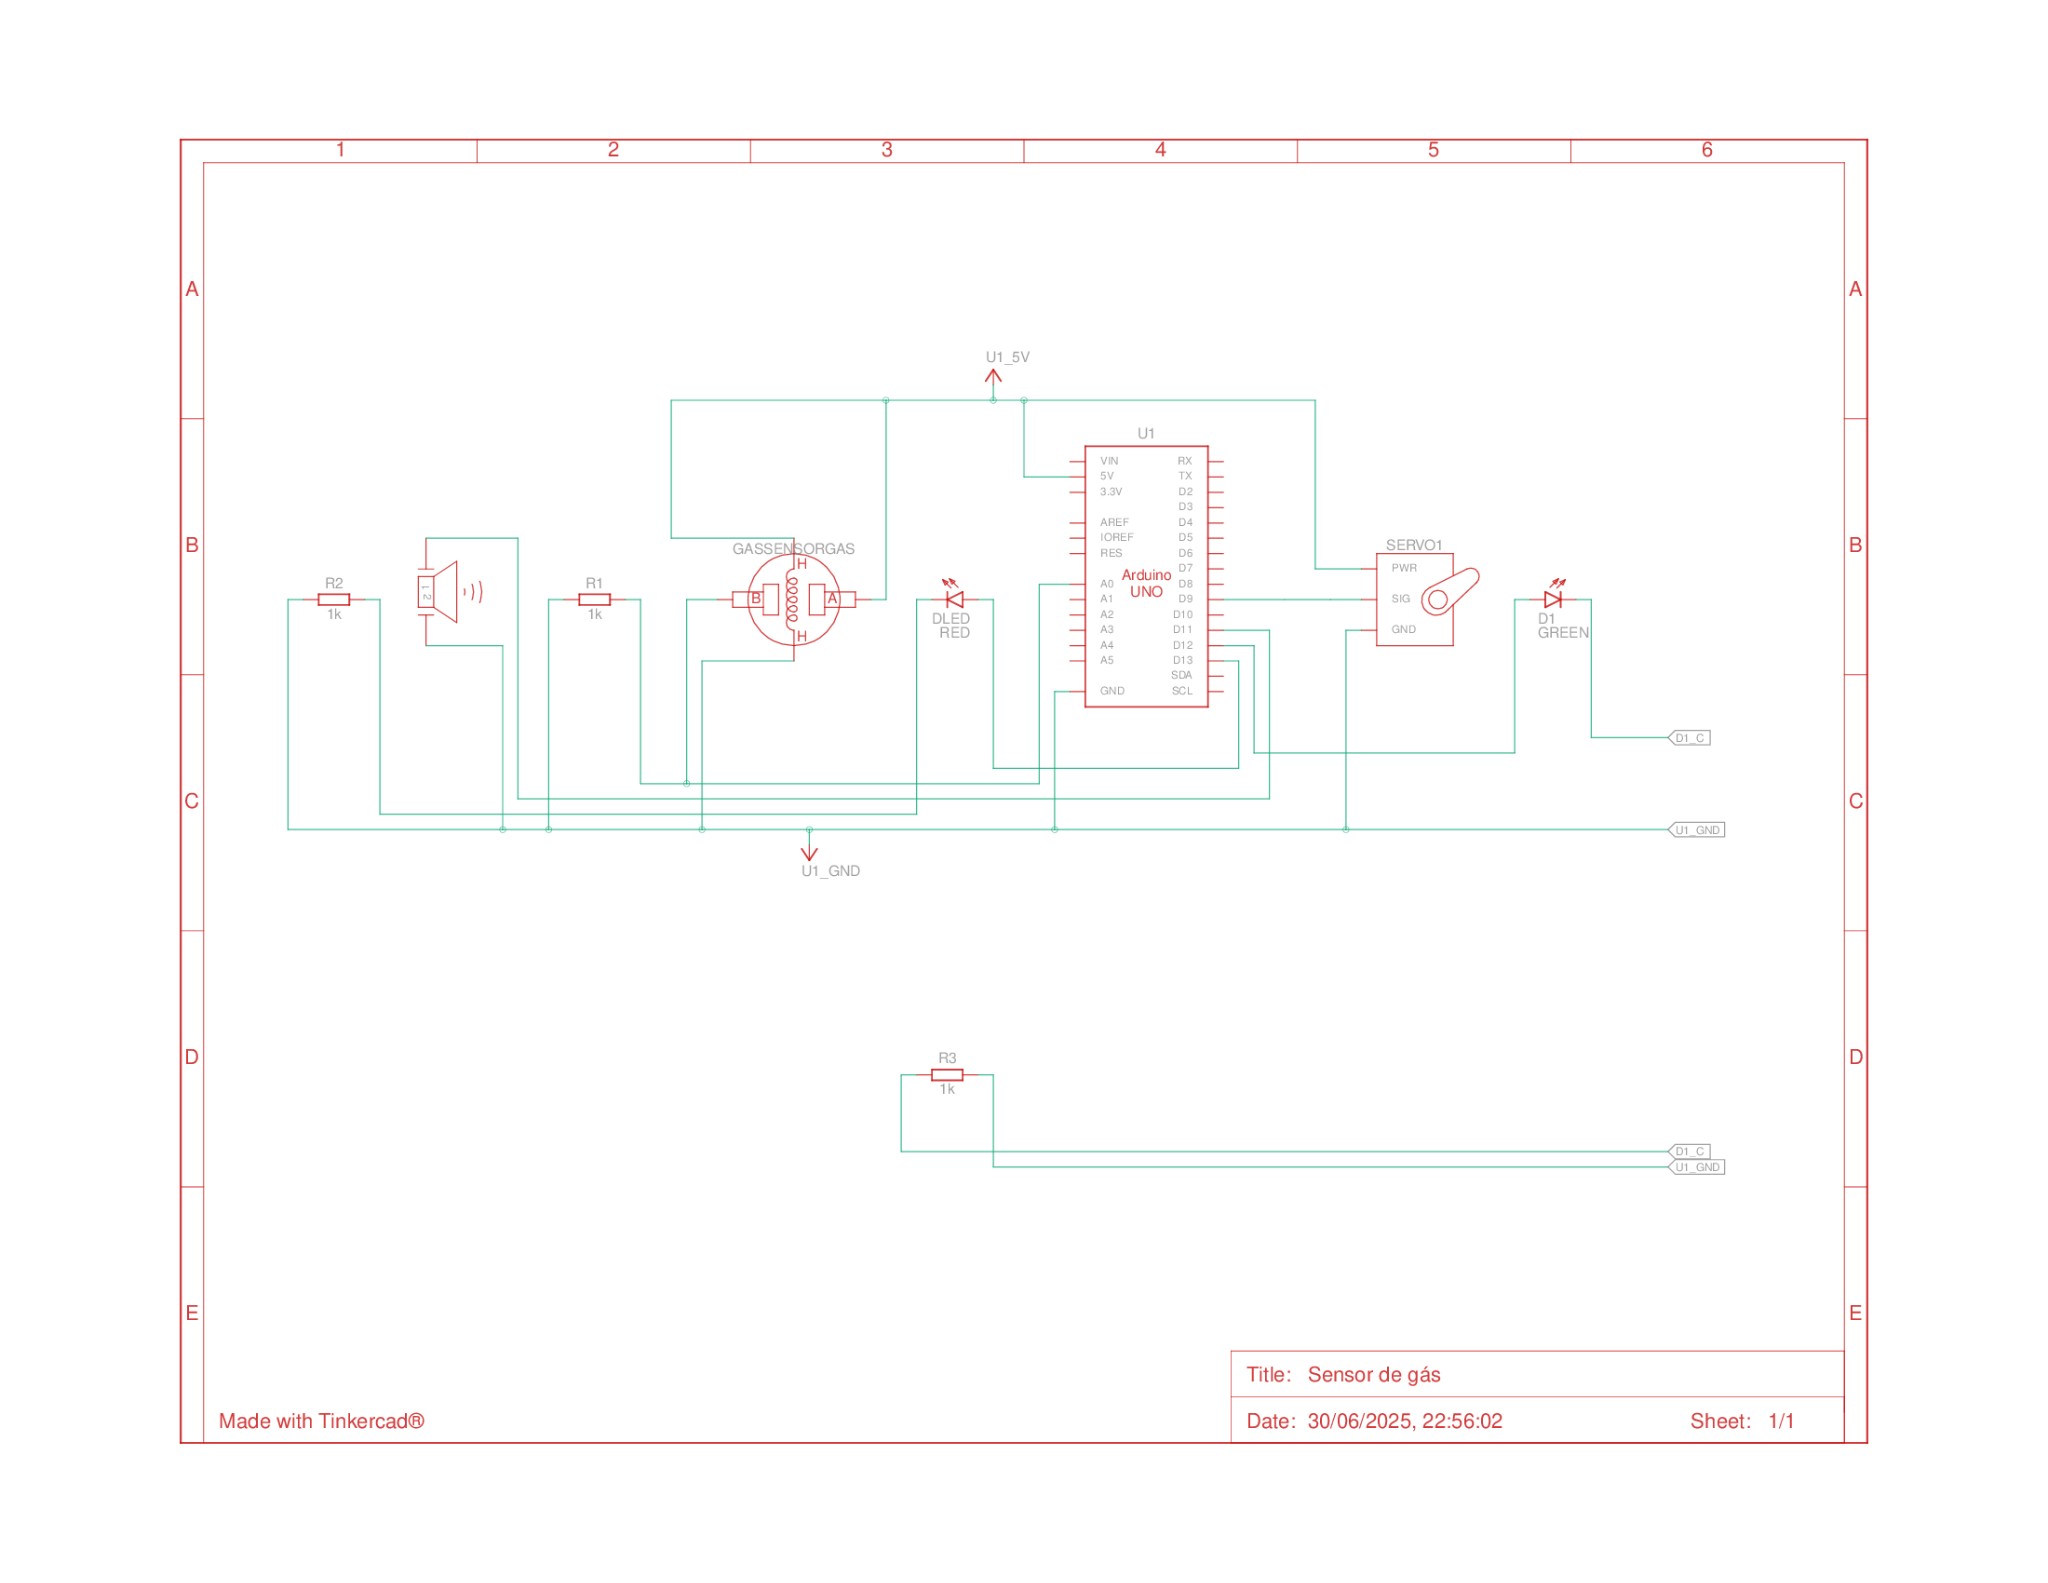 1 2 3 4 5 6
A A
U1_5V
U1
VIN RX
5V TX
3.3V D2
D3
AREF D4
IOREF D5
RES D6
D7
A0 D8
A1 D9
A2 D10
A3 D11
A4 D12
A5 D13
SDA
GND SCL
Arduino
UNO
B B
SERVO1
PWR
SIG
GND
GASSENSORGAS
H
B A
H
R2
1k
1 2
R1
1k
DLED
RED
D1
GREEN
D1_C
C C
U1_GND
U1_GND
D D
R3
1k
D1_C
U1_GND
E E
Title: Sensor de gás
Date: 30/06/2025, 22:56:02 Sheet: 1/1
Made with Tinkercad®